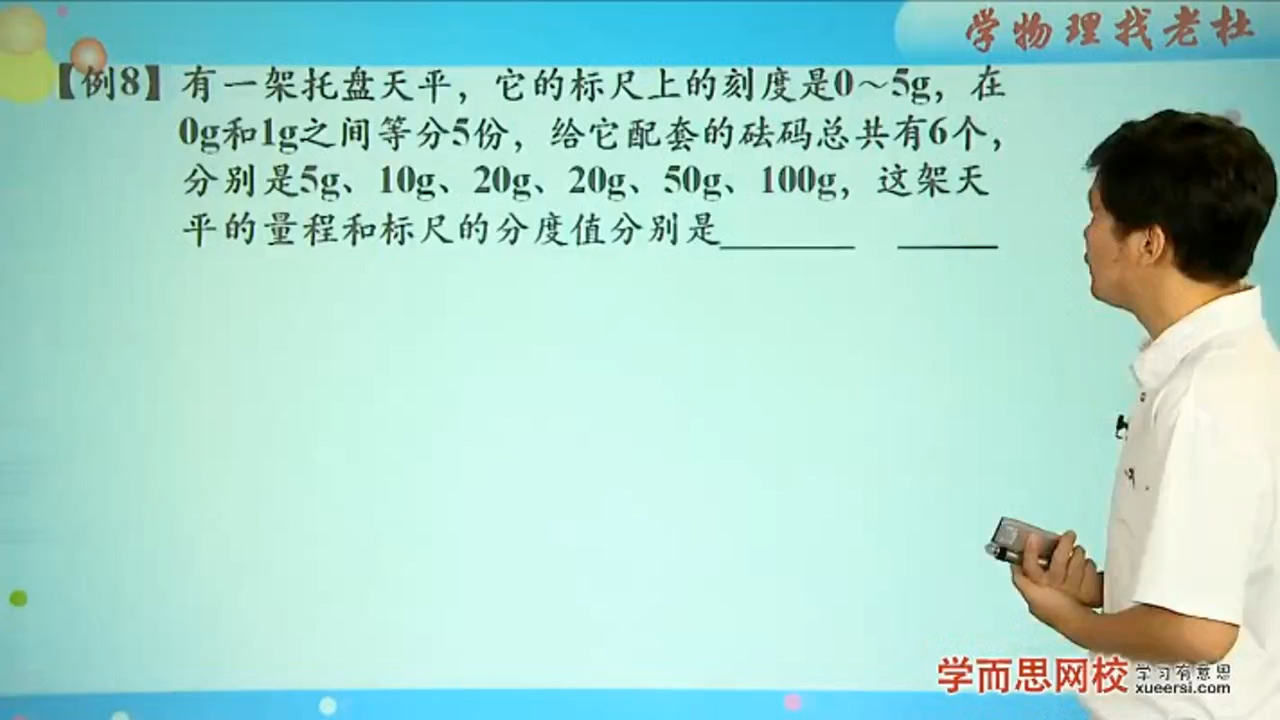 学物理找老杜
【例8】有一架托盘天平，它的标尺上的刻度是0～5g，在
0g和1g之间等分5份，给它配套的砝码总共有6个，
分别是5g、10g、20g、20g、50g、100g，这架天
平的量程和标尺的分度值分别是________ ______
学而思网校 学习有意思
xueersi.com